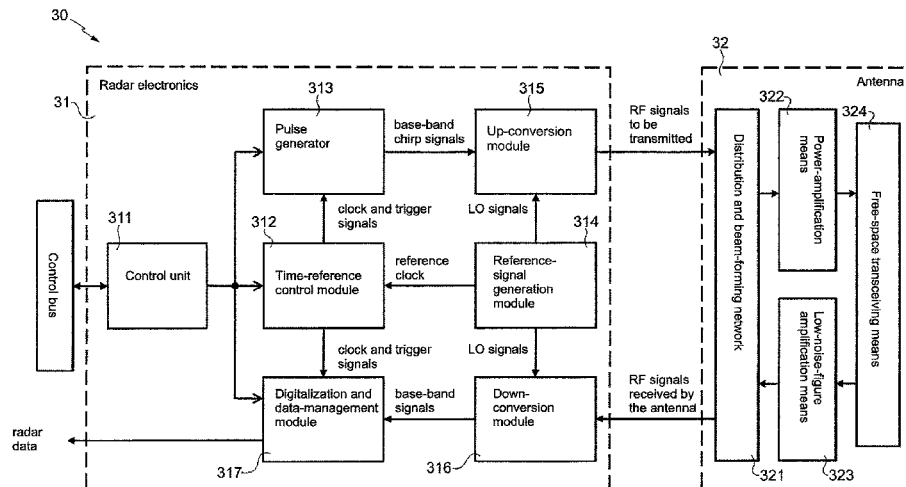 30
32
Radar electronics
Antenna
31
313
315
322
324
Pulse
generator
base-band
chirp signals
Up-conversion
module
RF signals
to be
transmitted
Distribution and beam-forming network
Power-amplification
means
Free-space transceiving means
clock and trigger
signals
LO signals
311
312
314
Control bus
Control unit
Time-reference
control module
reference
clock
Reference-
signal
generation
module
clock and trigger
signals
LO signals
Low-noise-figure
amplification means
Digitalization and
data-management
module
base-band
signals
Down-
conversion
module
RF signals
received by
the antenna
radar
data
317
316
321
323